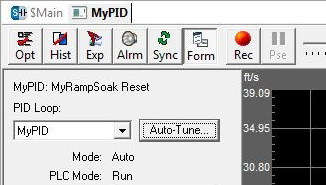 $Main MyPID
Opt Hist Exp Alrm Sync Form Rec Pse
MyPID: MyRampSoak Reset
PID Loop:
MyPID Auto-Tune...
Mode: Auto
PLC Mode: Run
ft/s
39.09
34.95
30.80